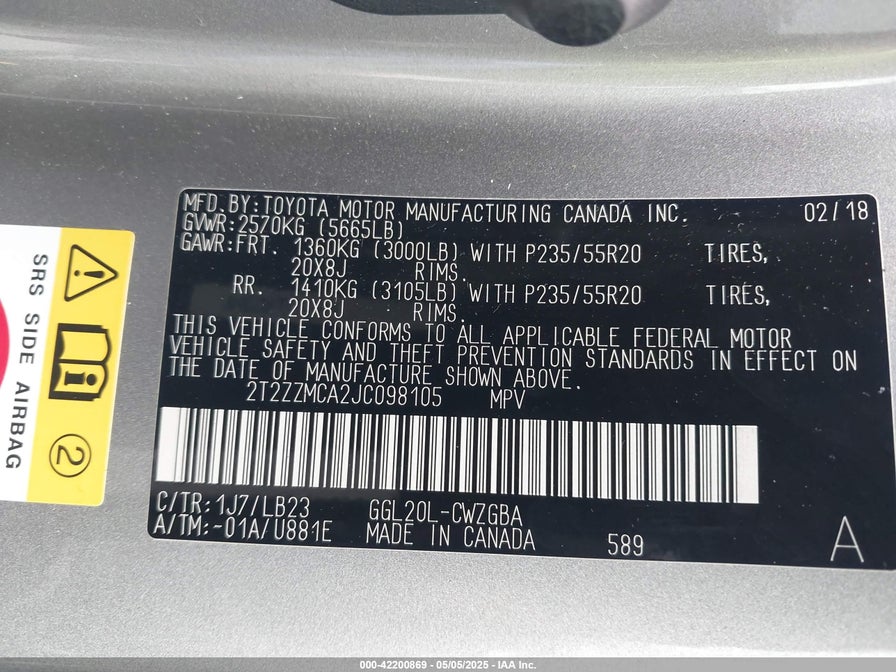 MFD.BY:TOYOTA MOTOR MANUFACTURING CANADA INC. 02/18
GVWR:2570KG (5665LB)
GAWR:FRT. 1360KG (3000LB) WITH P235/55R20 TIRES,
20X8J RIMS.
RR. 1410KG (3105LB) WITH P235/55R20 TIRES,
20X8J RIMS.
THIS VEHICLE CONFORMS TO ALL APPLICABLE FEDERAL MOTOR
VEHICLE SAFETY AND THEFT PREVENTION STANDARDS IN EFFECT ON
THE DATE OF MANUFACTURE SHOWN ABOVE.
2T2ZZMCA2JC098105 MPV
C/TR:1J7/LB23 GGL20L-CWZGBA
A/TM:-01A/U881E MADE IN CANADA 589 A
SRS SIDE AIRBAG
2
000-42200869 - 05/05/2025 - IAA Inc.